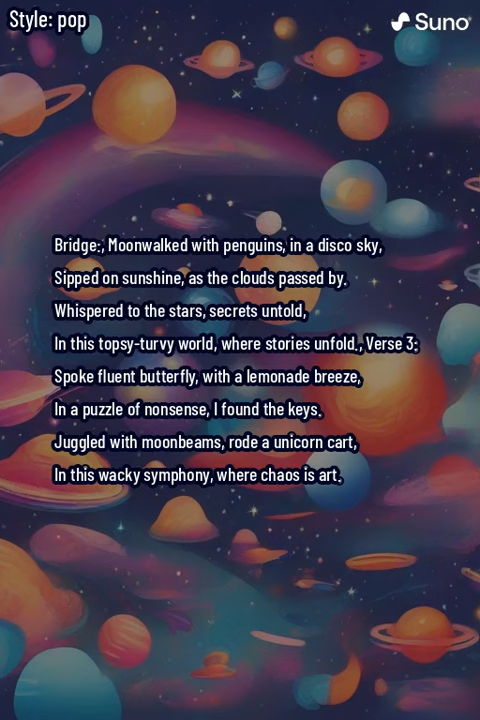 Style: pop
Suno
Bridge:, Moonwalked with penguins, in a disco sky,
Sipped on sunshine, as the clouds passed by.
Whispered to the stars, secrets untold,
In this topsy-turvy world, where stories unfold., Verse 3:
Spoke fluent butterfly, with a lemonade breeze,
In a puzzle of nonsense, I found the keys.
Juggled with moonbeams, rode a unicorn cart,
In this wacky symphony, where chaos is art.